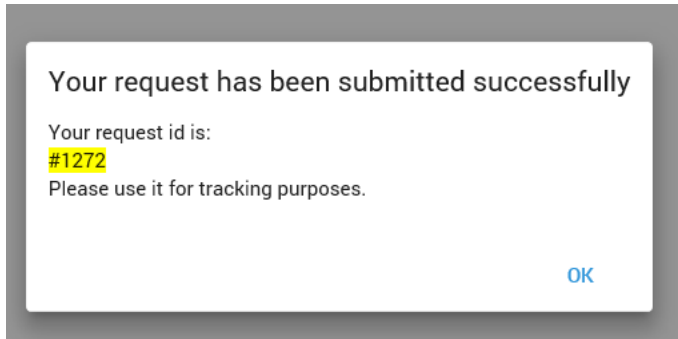 Your request has been submitted successfully
Your request id is:
#1272
Please use it for tracking purposes.
OK